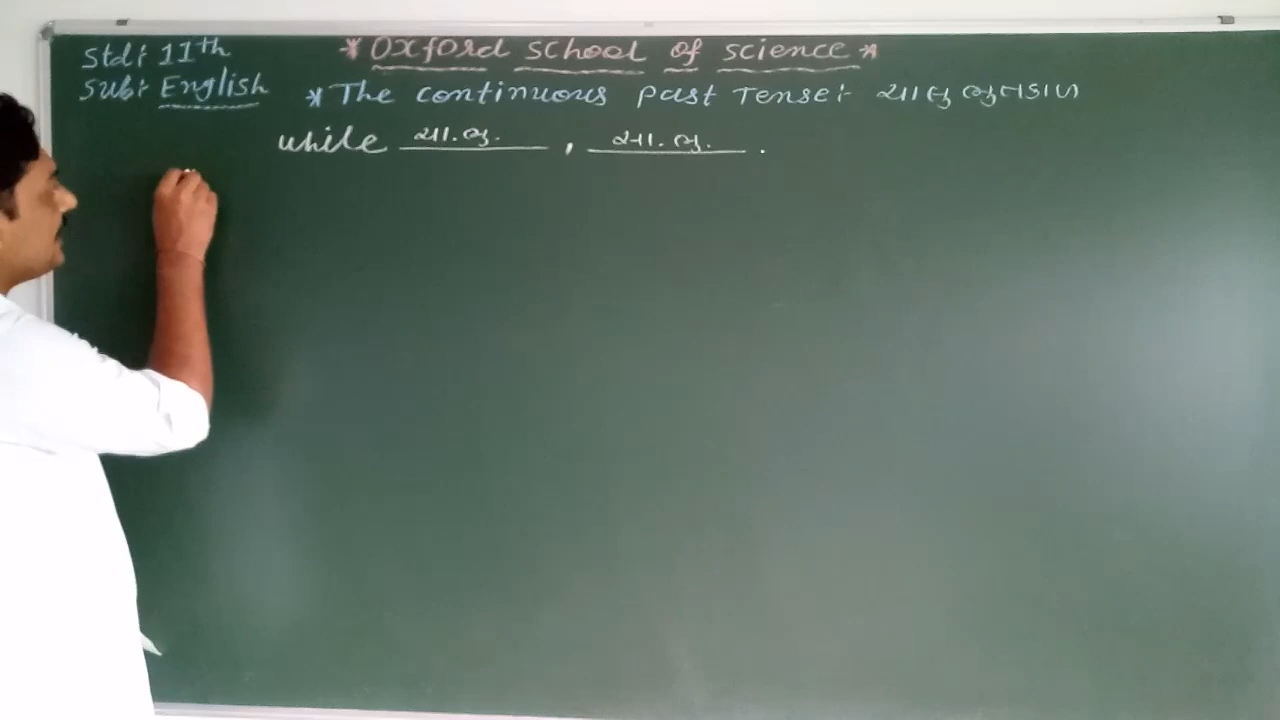 Std: 11th
* Oxford School of Science *
Sub: English
* The Continuous Past Tense:- ચાલુ ભૂતકાળ
While ચા.ભૂ. , ચા.ભૂ. .